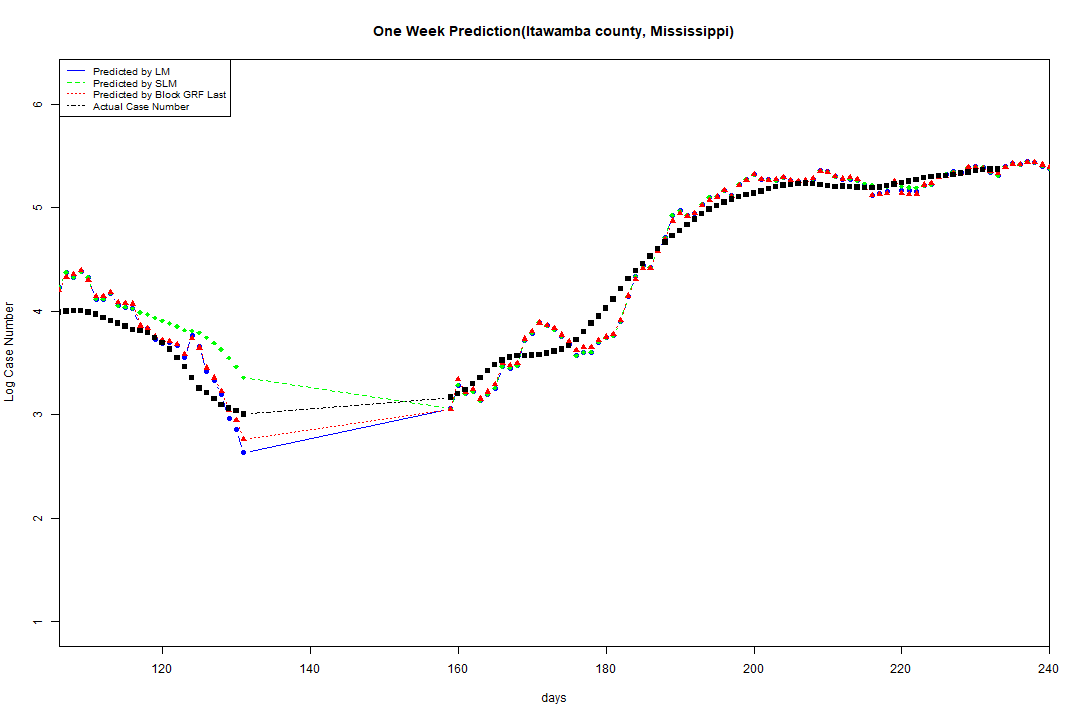 One Week Prediction(Itawamba county, Mississippi)
Predicted by LM
Predicted by SLM
Predicted by Block GRF Last
Actual Case Number
6
5
4
3
2
1
Log Case Number
120 140 160 180 200 220 240
days